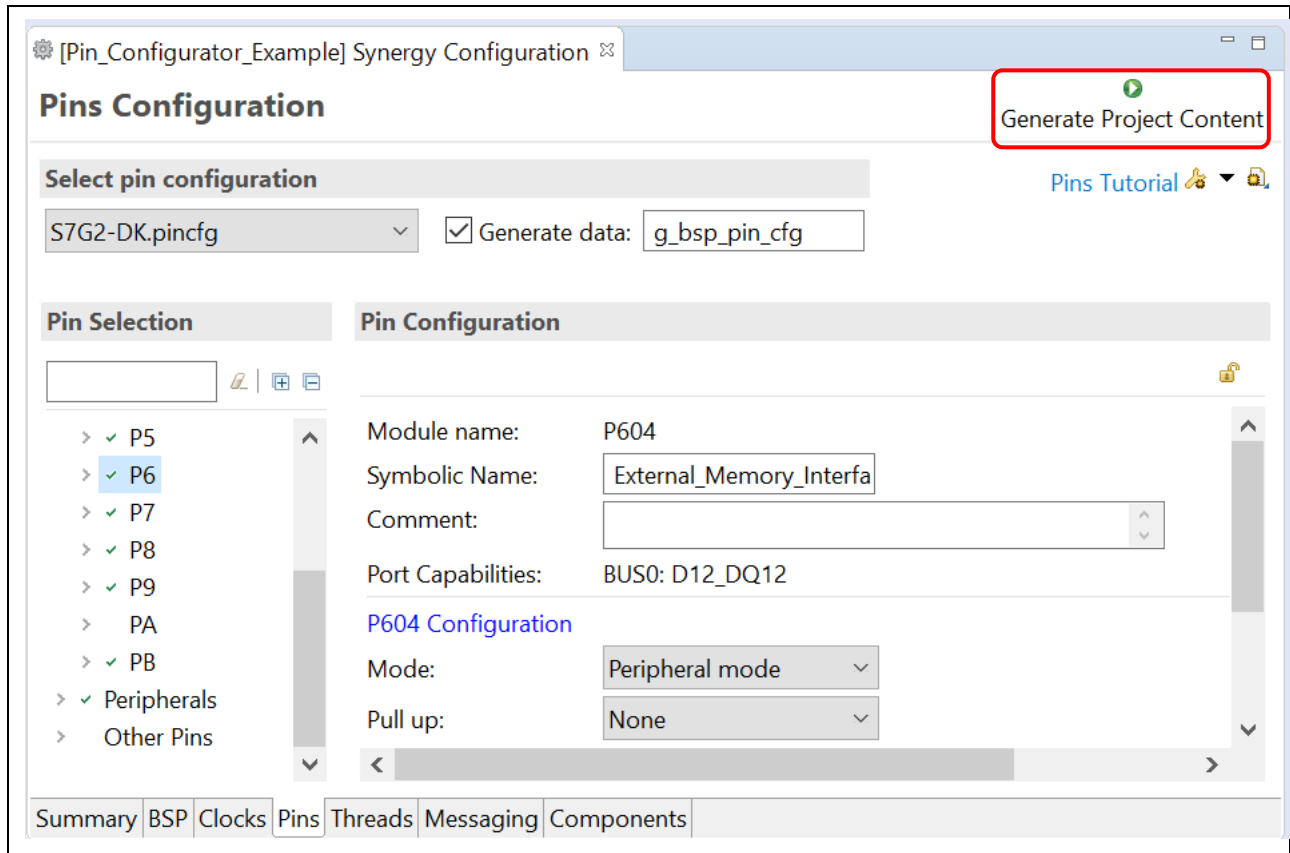 [Pin_Configurator_Example] Synergy Configuration
Pins Configuration
Generate Project Content
Select pin configuration
Pins Tutorial
S7G2-DK.pincfg
Generate data:
g_bsp_pin_cfg
Pin Selection
Pin Configuration
P5
P6
P7
P8
P9
PA
PB
Peripherals
Other Pins
Module name: P604
Symbolic Name: External_Memory_Interfa
Comment:
Port Capabilities: BUS0: D12_DQ12
P604 Configuration
Mode: Peripheral mode
Pull up: None
Summary BSP Clocks Pins Threads Messaging Components